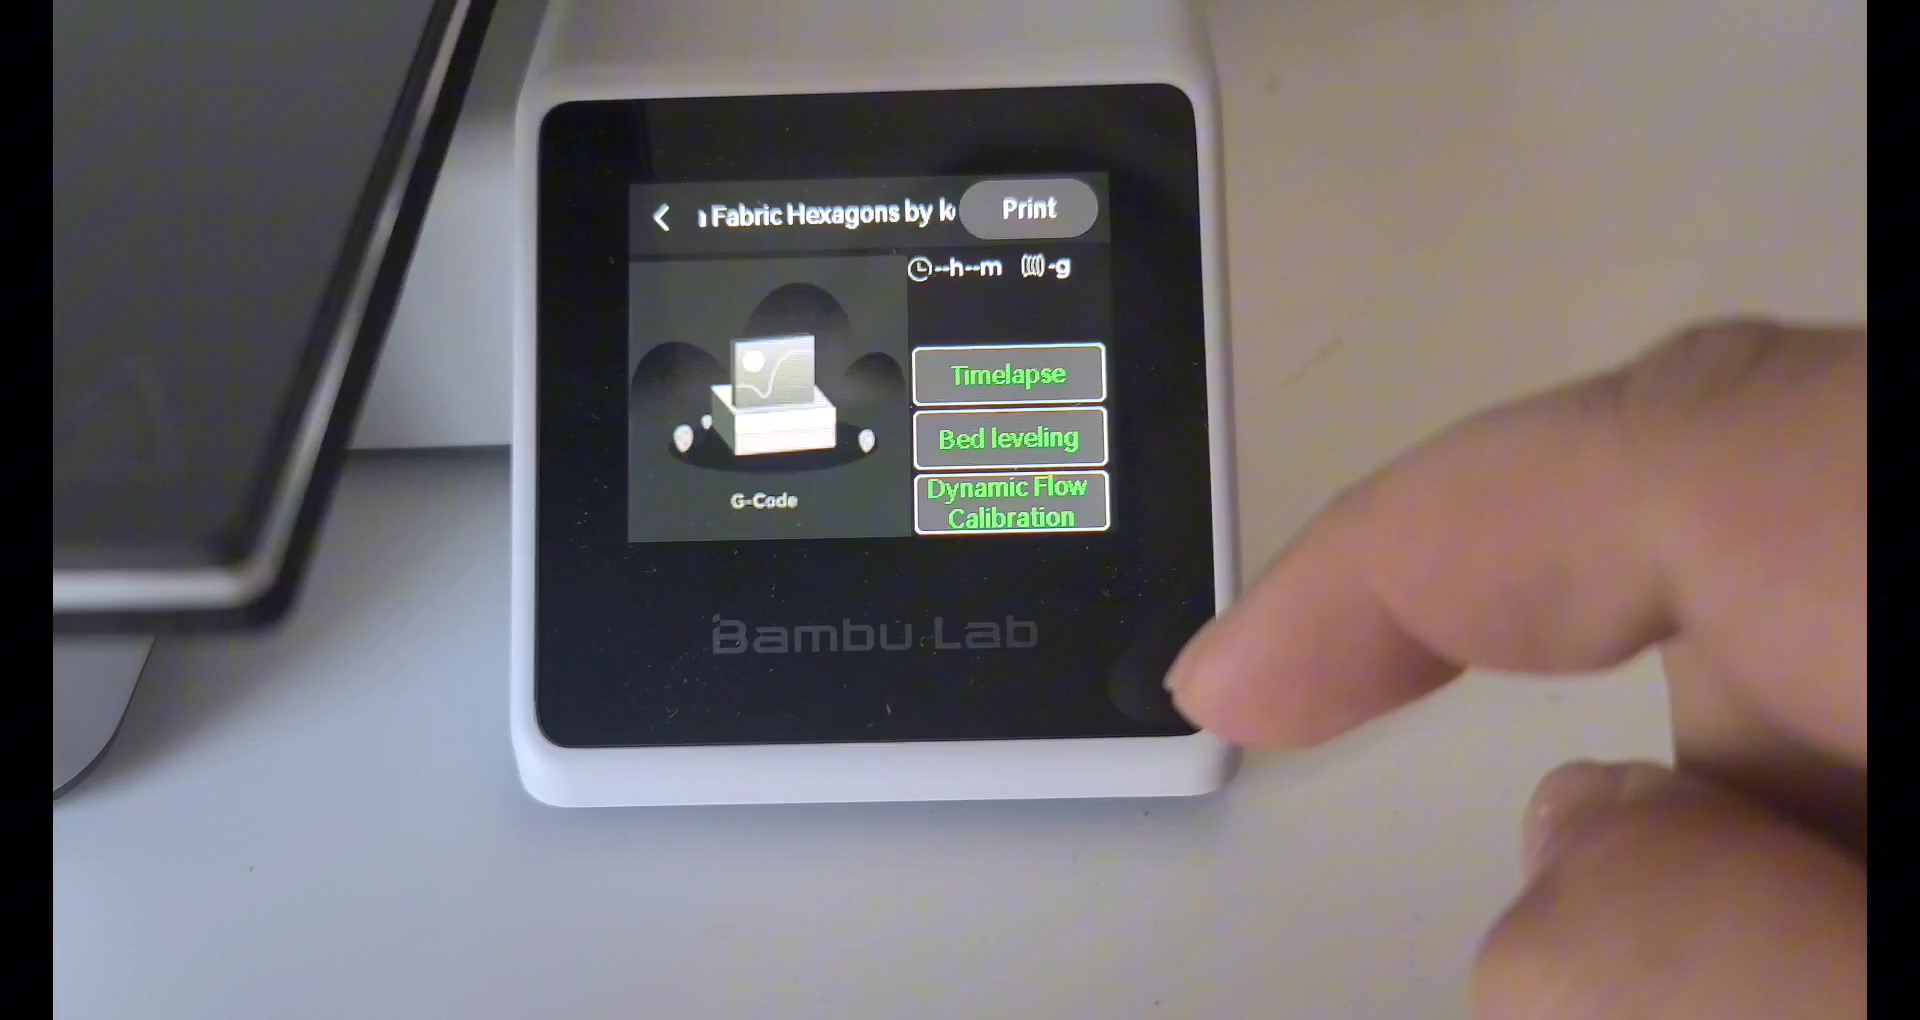 Fabric Hexagons by
Print
--h--m -g
Timelapse
Bed leveling
Dynamic Flow
Calibration
G-Code
Bambu Lab